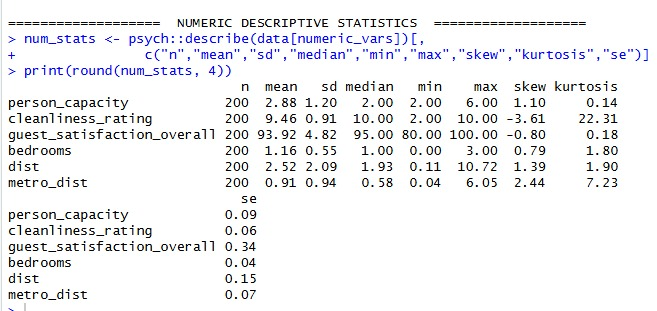 ===================  NUMERIC DESCRIPTIVE STATISTICS  ===================
> num_stats <- psych::describe(data[numeric_vars])[,
+                c("n","mean","sd","median","min","max","skew","kurtosis","se")]
> print(round(num_stats, 4))
                            n  mean   sd median   min    max  skew kurtosis
person_capacity           200  2.88 1.20   2.00  2.00   6.00  1.10     0.14
cleanliness_rating        200  9.46 0.91  10.00  2.00  10.00 -3.61    22.31
guest_satisfaction_overall 200 93.92 4.82  95.00 80.00 100.00 -0.80     0.18
bedrooms                  200  1.16 0.55   1.00  0.00   3.00  0.79     1.80
dist                      200  2.52 2.09   1.93  0.11  10.72  1.39     1.90
metro_dist                200  0.91 0.94   0.58  0.04   6.05  2.44     7.23
                             se
person_capacity            0.09
cleanliness_rating         0.06
guest_satisfaction_overall 0.34
bedrooms                   0.04
dist                       0.15
metro_dist                 0.07
>